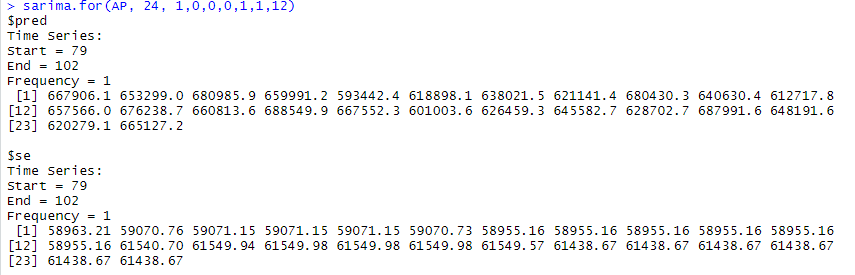 > sarima.for(AP, 24, 1,0,0,0,1,1,12)
$pred
Time Series:
Start = 79
End = 102
Frequency = 1
[1] 667906.1 653299.0 680985.9 659991.2 593442.4 618898.1 638021.5 621141.4 680430.3 640630.4 612717.8
[12] 657566.0 676238.7 660813.6 688549.9 667552.3 601003.6 626459.3 645582.7 628702.7 687991.6 648191.6
[23] 620279.1 665127.2
$se
Time Series:
Start = 79
End = 102
Frequency = 1
[1] 58963.21 59070.76 59071.15 59071.15 59071.15 59070.73 58955.16 58955.16 58955.16 58955.16 58955.16
[12] 58955.16 61540.70 61549.94 61549.98 61549.98 61549.98 61549.57 61438.67 61438.67 61438.67 61438.67
[23] 61438.67 61438.67